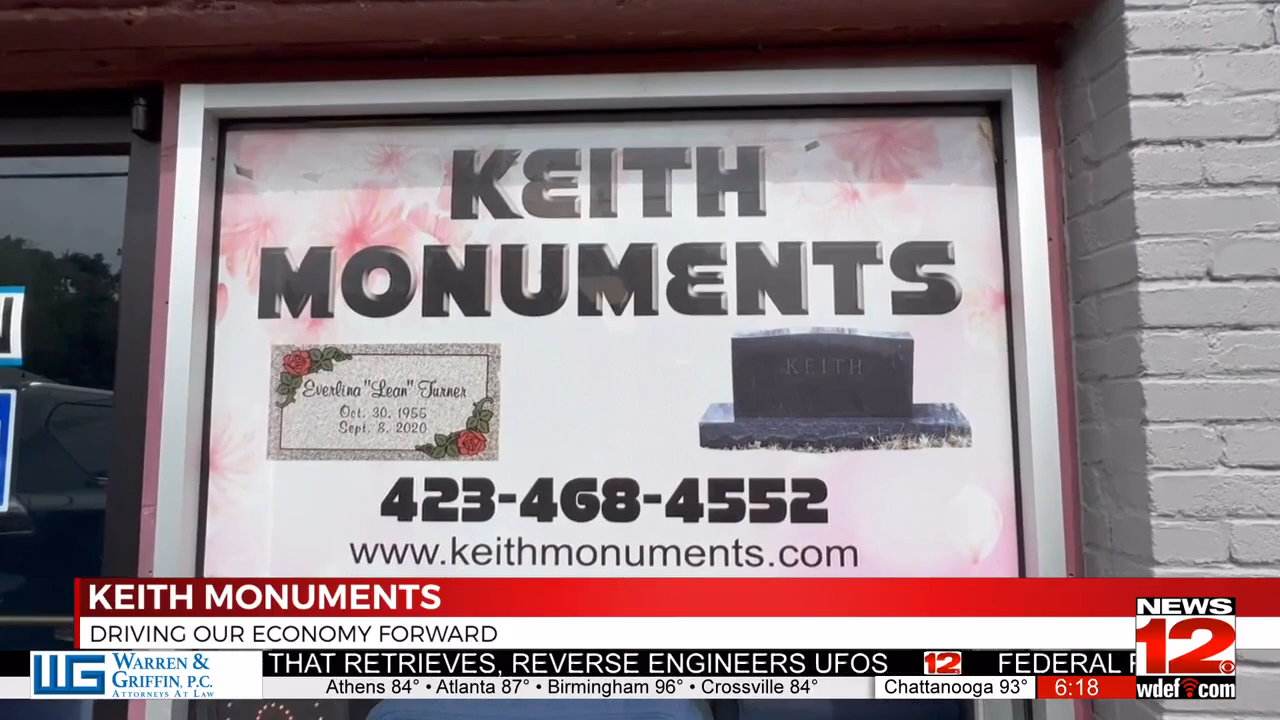 KEITH
MONUMENTS
Everlina "Lean" Turner
Oct. 30, 1955
Sept. 8, 2020
KEITH
423-468-4552
www.keithmonuments.com
KEITH MONUMENTS
DRIVING OUR ECONOMY FORWARD
NEWS
12
wdef.com
WG WARREN & GRIFFIN, P.C.
ATTORNEYS AT LAW
THAT RETRIEVES, REVERSE ENGINEERS UFOS 12 FEDERAL
Athens 84° • Atlanta 87° • Birmingham 96° • Crossville 84° Chattanooga 93° 6:18